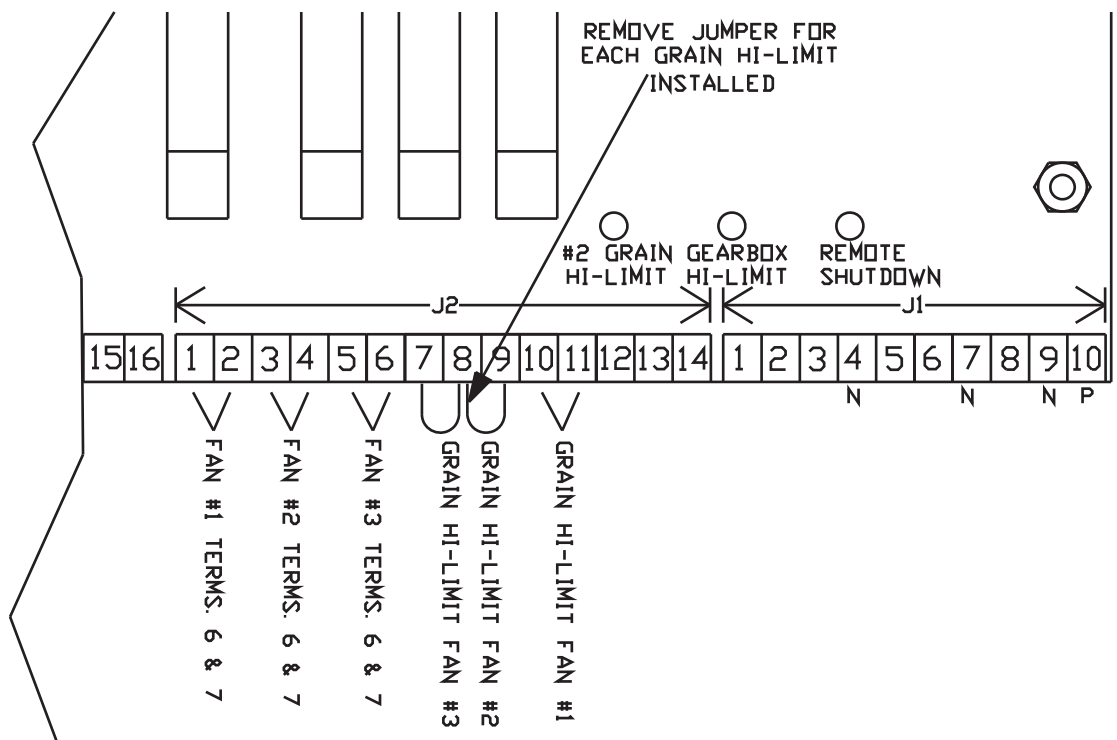 REMOVE JUMPER FOR
EACH GRAIN HI-LIMIT
INSTALLED
#2 GRAIN
HI-LIMIT
GEARBOX
HI-LIMIT
REMOTE
SHUTDOWN
J2
J1
15 16 1 2 3 4 5 6 7 8 9 10 11 12 13 14 1 2 3 4 5 6 7 8 9 10
N N N P
FAN #1 TERMS. 6 & 7
FAN #2 TERMS. 6 & 7
FAN #3 TERMS. 6 & 7
GRAIN HI-LIMIT FAN #3
GRAIN HI-LIMIT FAN #2
GRAIN HI-LIMIT FAN #1